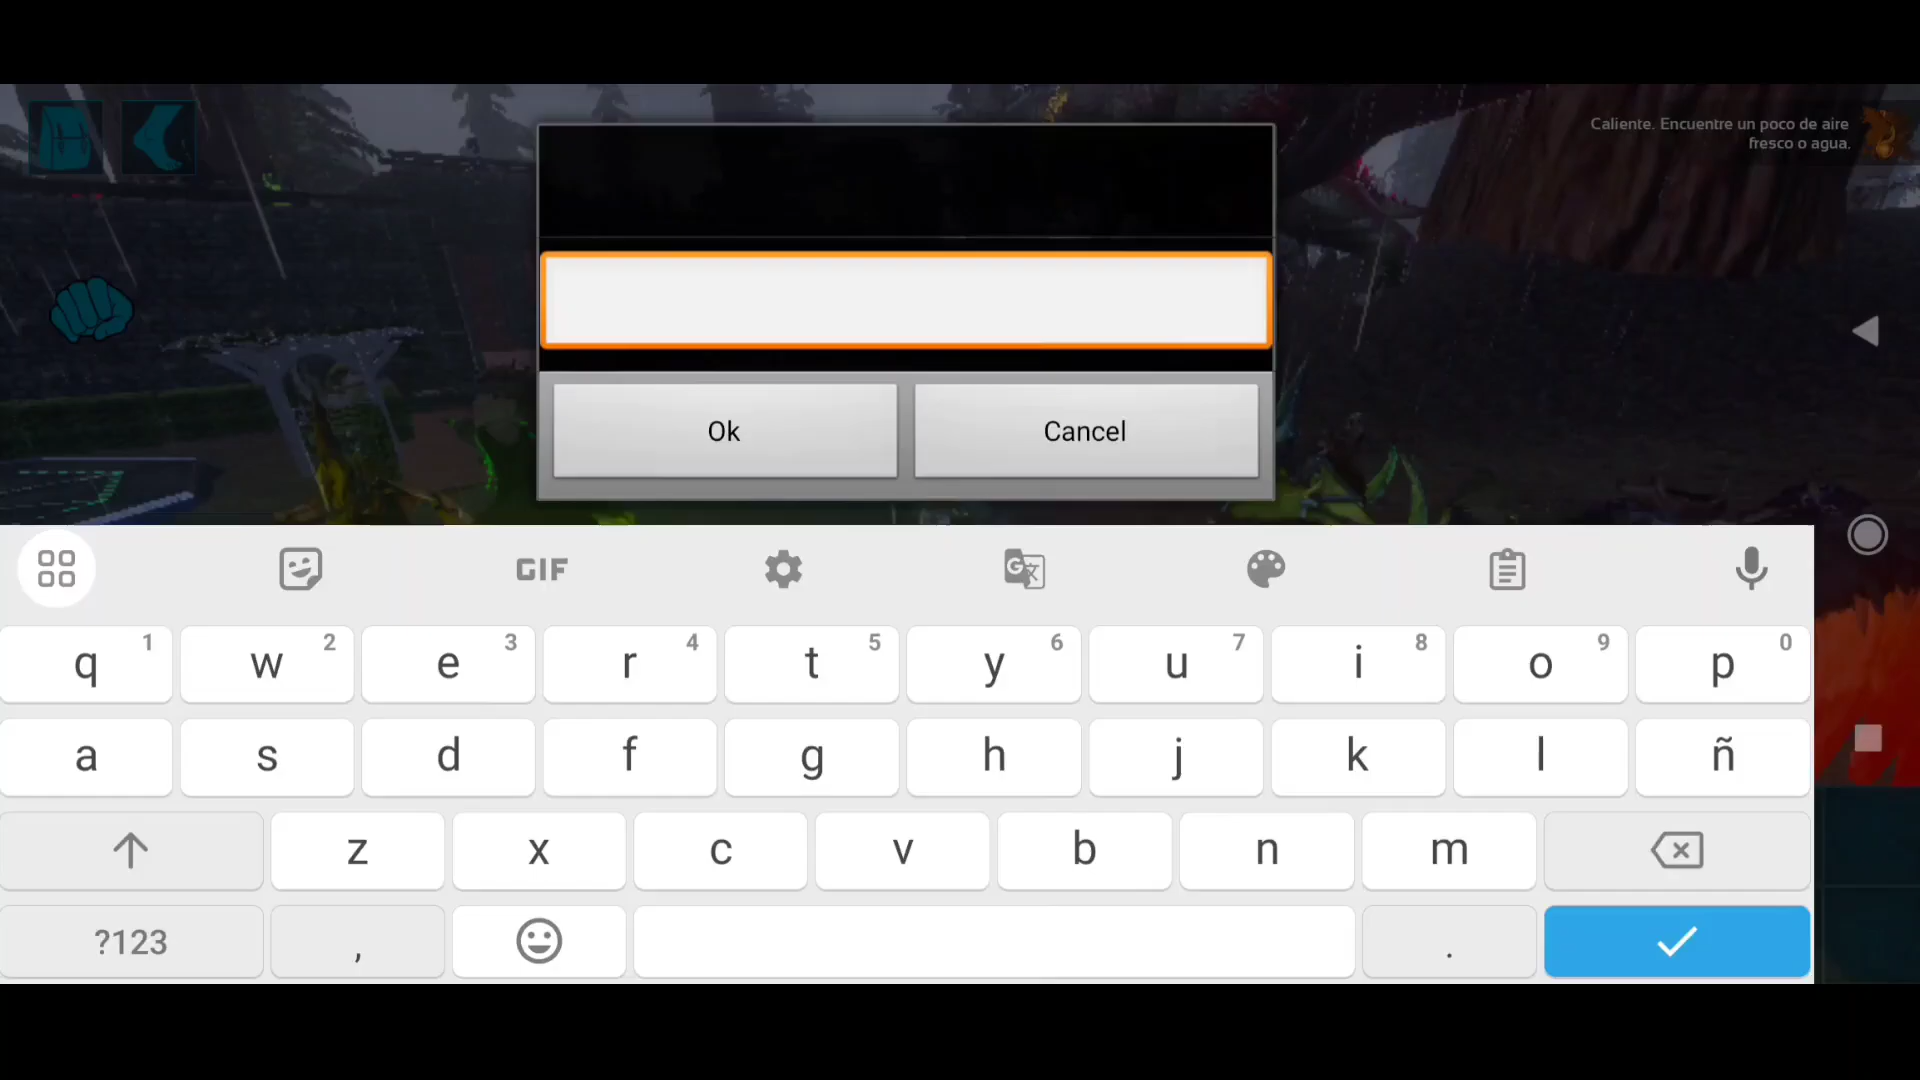 Caliente. Encuentre un poco de aire
fresco o agua.
Ok Cancel
GIF G
q 1 w 2 e 3 r 4 t 5 y 6 u 7 i 8 o 9 p 0
a s d f g h j k l ñ
z x c v b n m
?123 , .